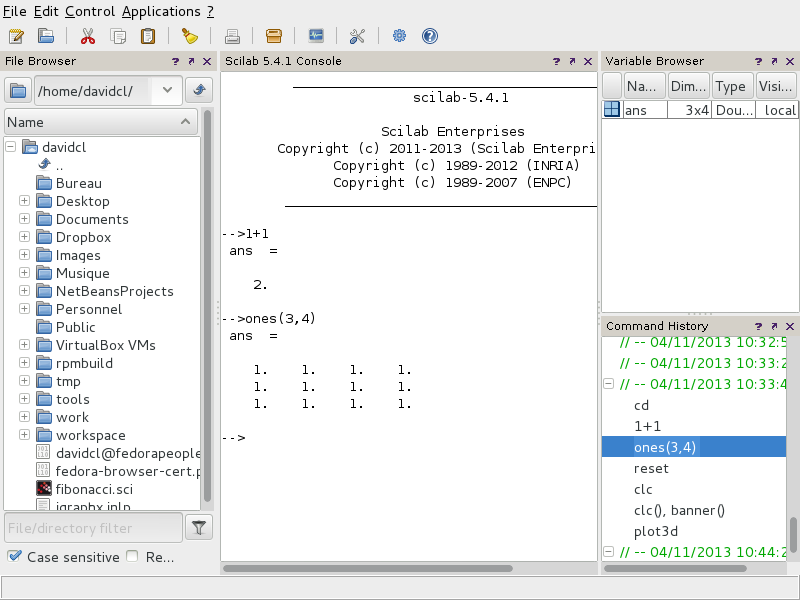 File Edit Control Applications ?
File Browser ? 
/home/davidcl/
Name
davidcl
..
Bureau
Desktop
Documents
Dropbox
Images
Musique
NetBeansProjects
Personnel
Public
VirtualBox VMs
rpmbuild
tmp
tools
work
workspace
davidcl@fedorapeople
fedora-browser-cert.p
fibonacci.sci
igraphx.inlp
File/directory filter
Case sensitive Re...
Scilab 5.4.1 Console ?
scilab-5.4.1
Scilab Enterprises
Copyright (c) 2011-2013 (Scilab Enterpri
Copyright (c) 1989-2012 (INRIA)
Copyright (c) 1989-2007 (ENPC)
-->1+1
ans =
2.
-->ones(3,4)
ans =
1. 1. 1. 1.
1. 1. 1. 1.
1. 1. 1. 1.
-->
Variable Browser ?
Na... Dim... Type Visi...
ans 3x4 Dou... local
Command History ?
// -- 04/11/2013 10:32:5
// -- 04/11/2013 10:33:2
// -- 04/11/2013 10:33:4
cd
1+1
ones(3,4)
reset
clc
clc(), banner()
plot3d
// -- 04/11/2013 10:44:2